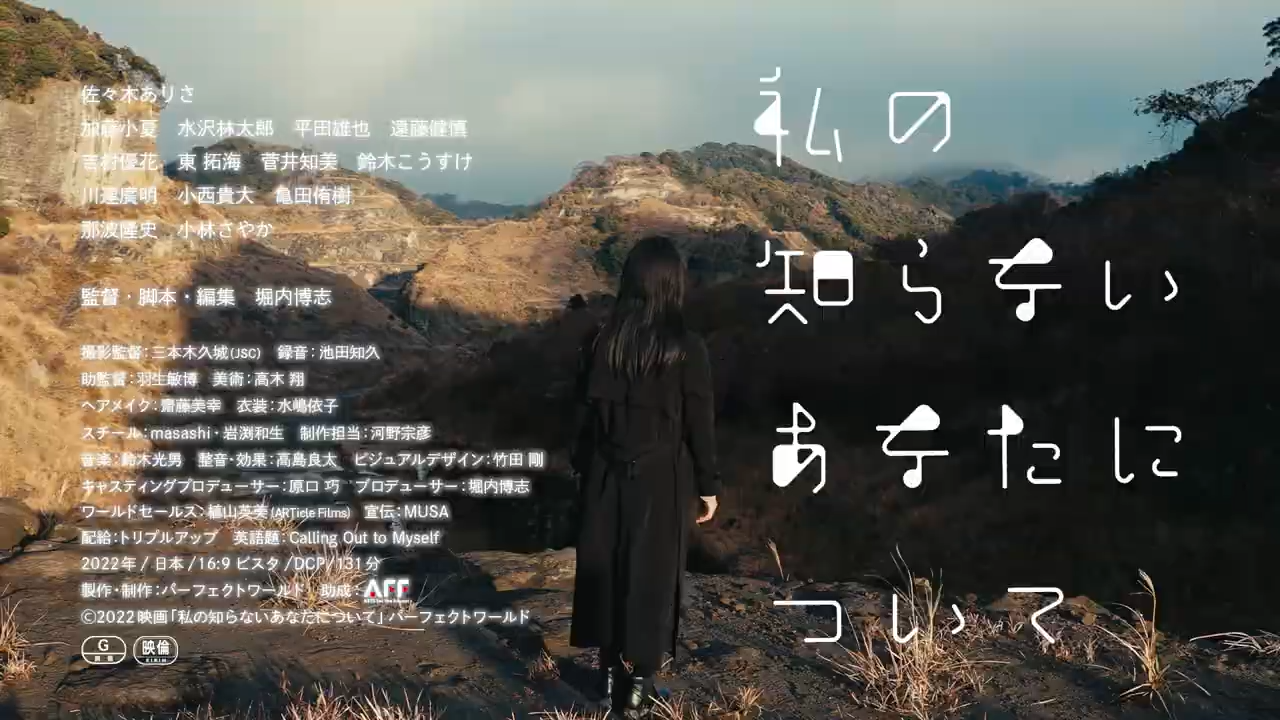 佐々木ありさ
加藤小夏　水沢林太郎　平田雄也　遠藤健慎
吉村優花　東 拓海　菅井知美　鈴木こうすけ
川連廣明　小西貴大　亀田侑樹
那波隆史　小林さやか
監督・脚本・編集　堀内博志
撮影監督：三本木久城(JSC)　録音：池田知久
助監督：羽生敏博　美術：高木 翔
ヘアメイク：齋藤美幸　衣装：水嶋依子
スチール：masashi・岩渕和生　制作担当：河野宗彦
音楽：鈴木光男　整音・効果：高島良太　ビジュアルデザイン：竹田 剛
キャスティングプロデューサー：原口 巧　プロデューサー：堀内博志
ワールドセールス：植山英美(ARTicle Films)　宣伝：MUSA
配給：トリプルアップ　英語題：Calling Out to Myself
2022年 / 日本 /16:9 ビスタ /DCP/ 131分
製作・制作：パーフェクトワールド　助成：AFF
©2022 映画「私の知らないあなたについて」パーフェクトワールド
G 映倫
私の
知らない
あなたに
ついて